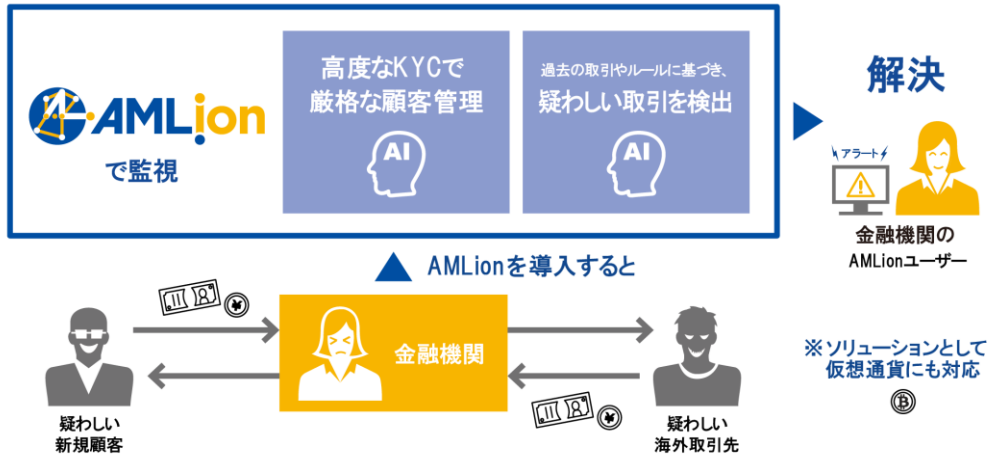 AMLion
で監視
高度なKYCで
厳格な顧客管理
AI
過去の取引やルールに基づき、
疑わしい取引を検出
AI
解決
アラート
金融機関の
AMLionユーザー
AMLionを導入すると
金融機関
疑わしい
新規顧客
疑わしい
海外取引先
※ソリューションとして
仮想通貨にも対応